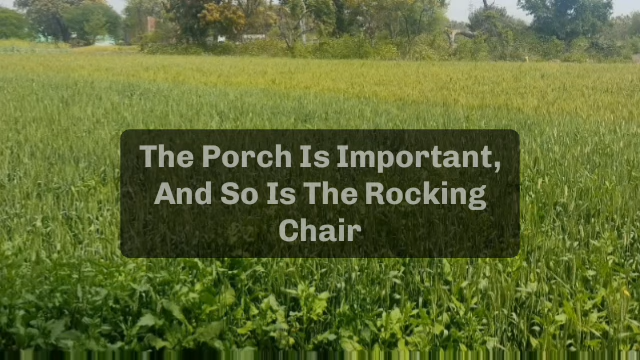 The Porch Is Important,
And So Is The Rocking
Chair